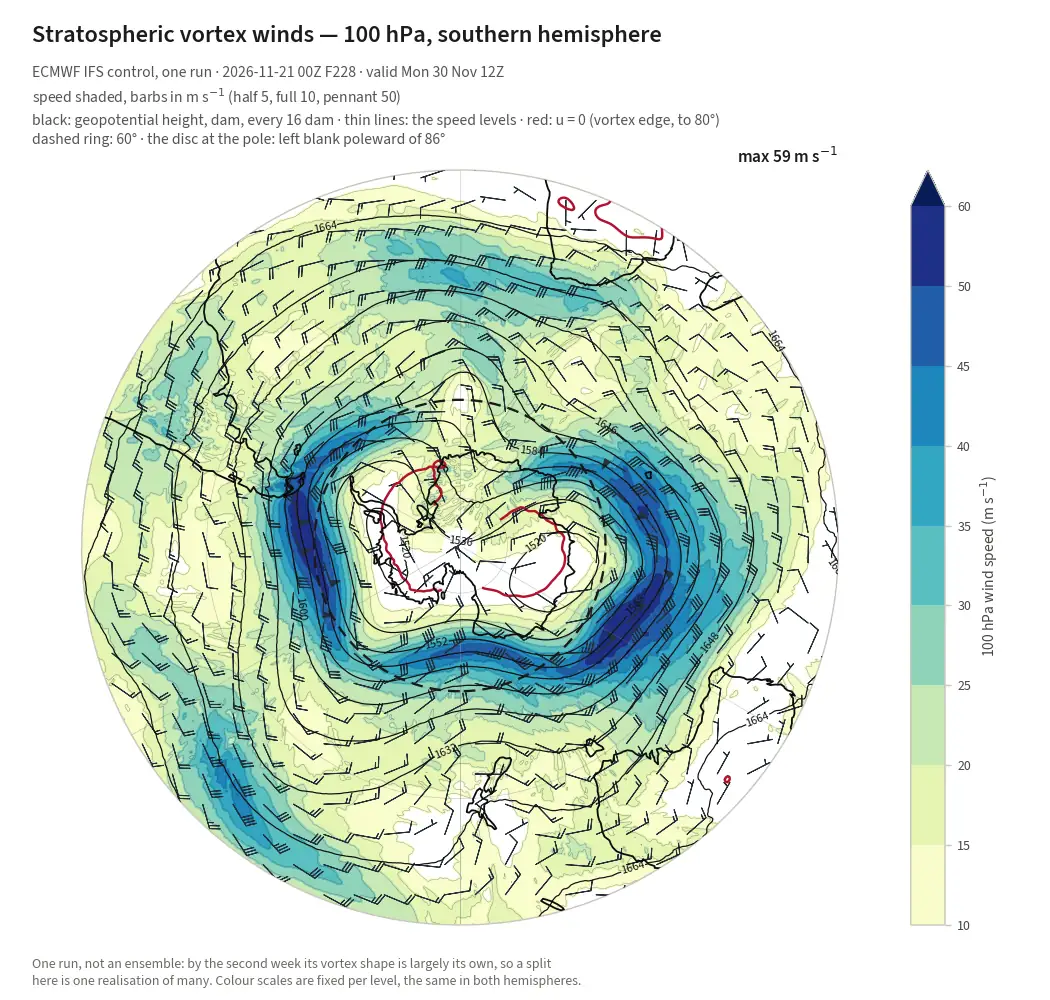 Stratospheric vortex winds — 100 hPa, southern hemisphere
ECMWF IFS control, one run · 2026-11-21 00Z F228 · valid Mon 30 Nov 12Z
speed shaded, barbs in m s⁻¹ (half 5, full 10, pennant 50)
black: geopotential height, dam, every 16 dam · thin lines: the speed levels · red: u = 0 (vortex edge, to 80°)
dashed ring: 60° · the disc at the pole: left blank poleward of 86°
max 59 m s⁻¹
1664
1664
1646
1584
1536
1520
1520
1600
1552
1648
1664
1632
1664
60
50
45
40
35
30
25
20
15
10
100 hPa wind speed (m s⁻¹)
One run, not an ensemble: by the second week its vortex shape is largely its own, so a split
here is one realisation of many. Colour scales are fixed per level, the same in both hemispheres.